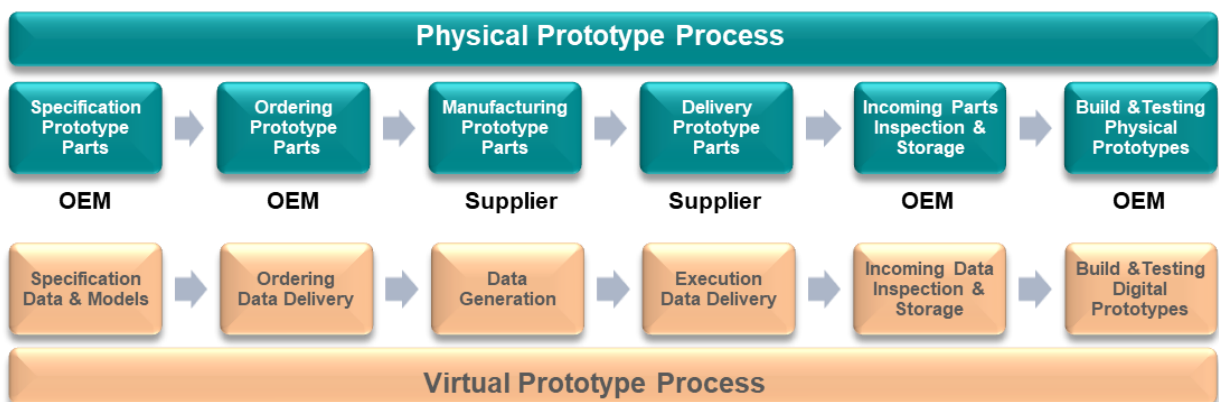 Physical Prototype Process
Specification
Prototype
Parts
Ordering
Prototype
Parts
Manufacturing
Prototype
Parts
Delivery
Prototype
Parts
Incoming Parts
Inspection &
Storage
Build &Testing
Physical
Prototypes
OEM
OEM
Supplier
Supplier
OEM
OEM
Specification
Data & Models
Ordering
Data Delivery
Data
Generation
Execution
Data Delivery
Incoming Data
Inspection &
Storage
Build &Testing
Digital
Prototypes
Virtual Prototype Process